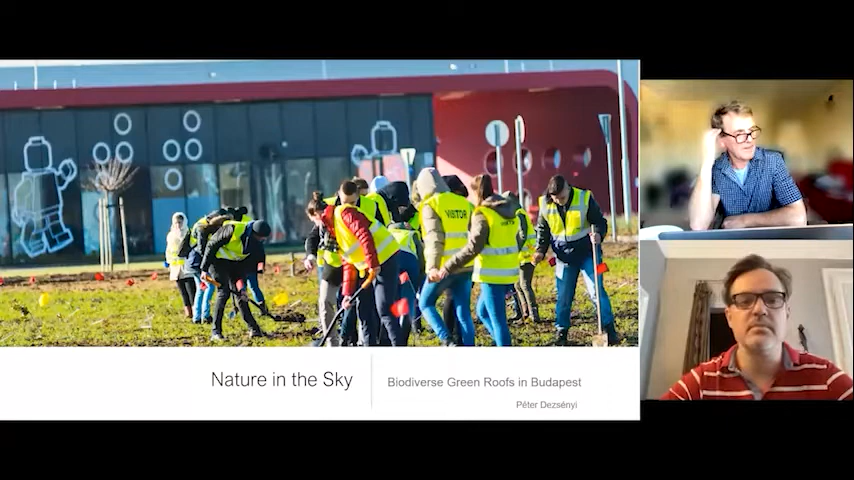 VISITOR
Nature in the Sky
Biodiverse Green Roofs in Budapest
Péter Dezsényi